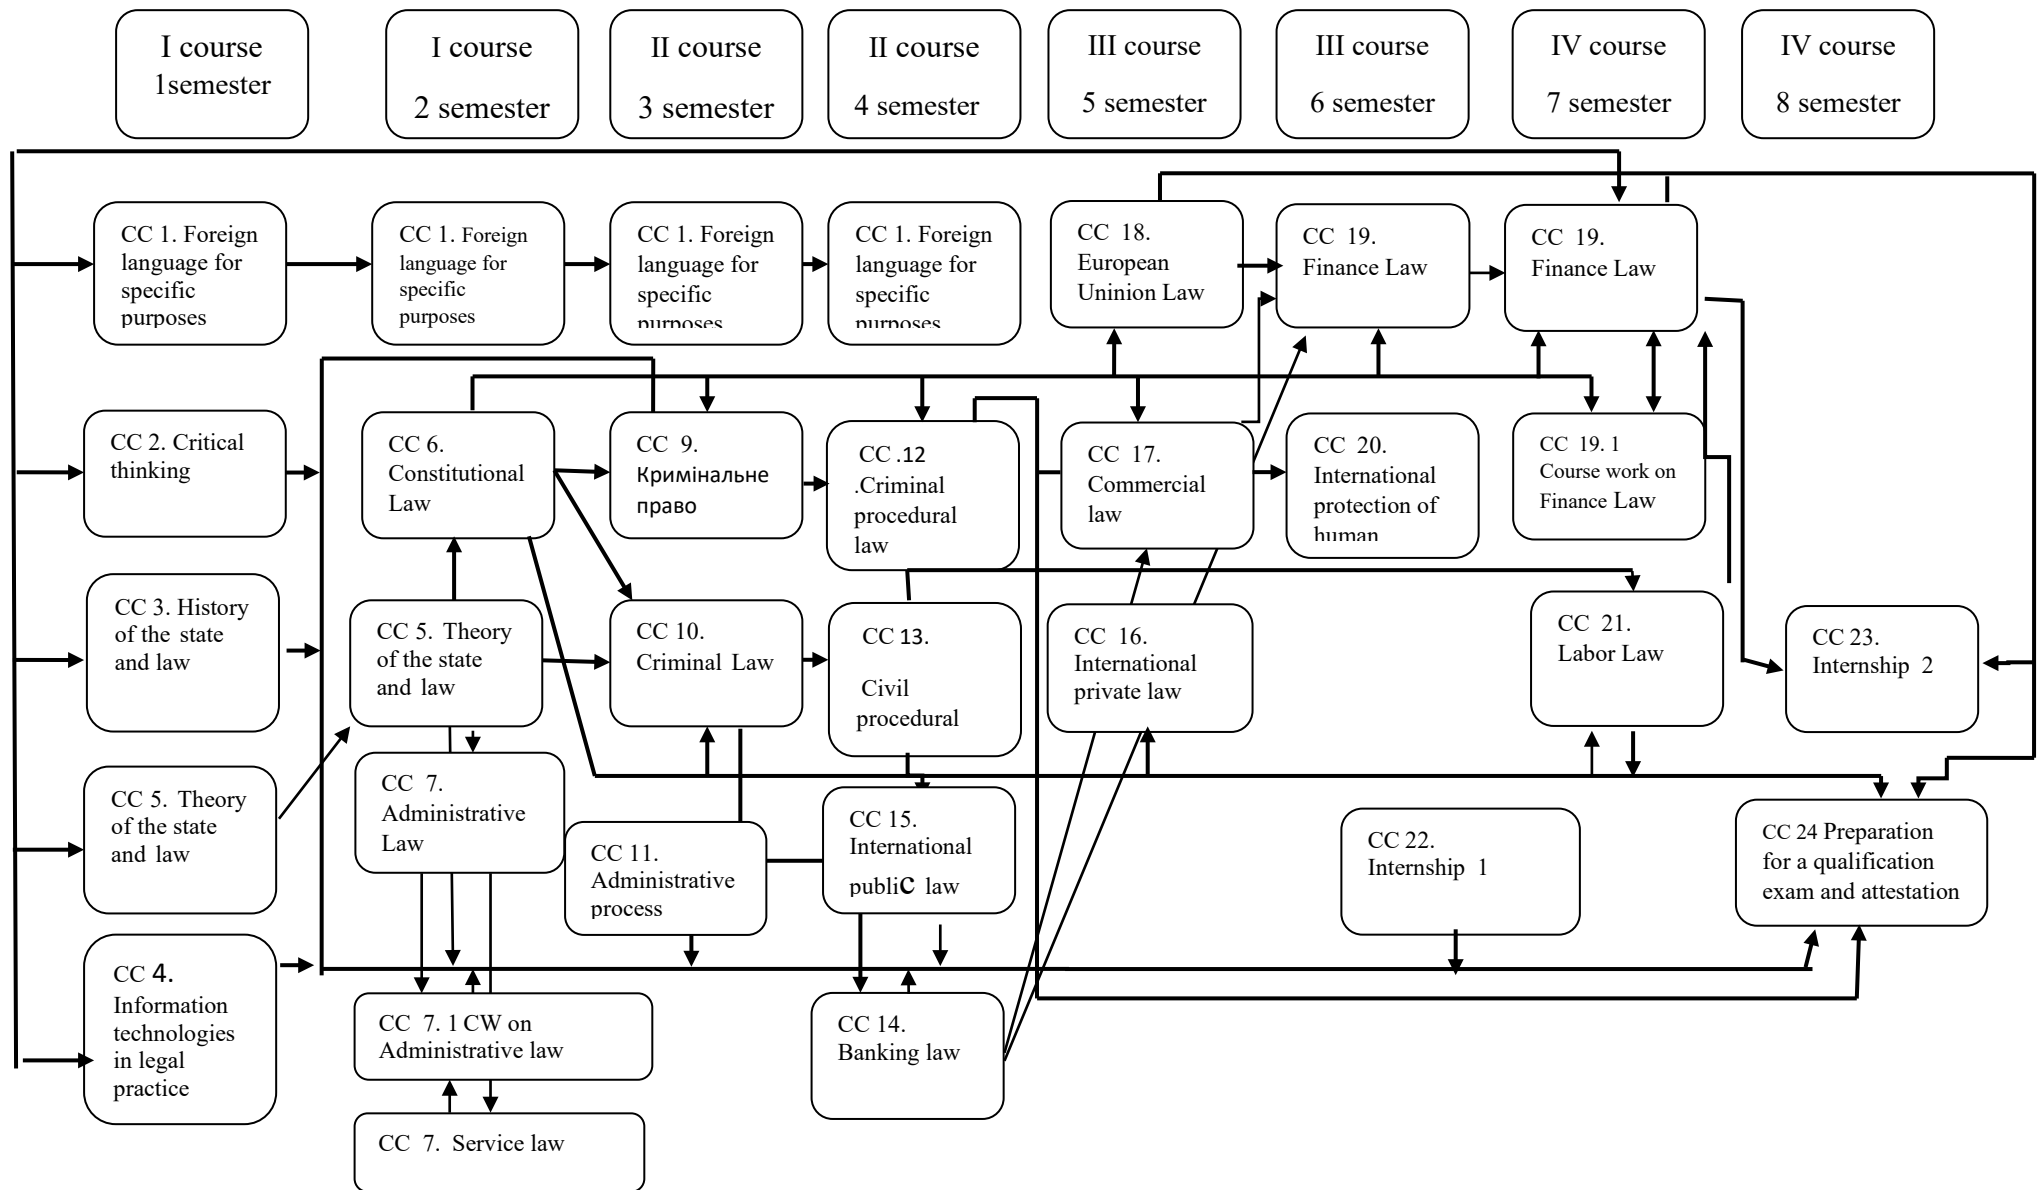 I course
1semester
I course
2 semester
II course
3 semester
II course
4 semester
III course
5 semester
III course
6 semester
IV course
7 semester
IV course
8 semester
CC 1. Foreign
language for
specific
purposes
CC 1. Foreign
language for
specific
purposes
CC 1. Foreign
language for
specific
purposes
CC 1. Foreign
language for
specific
purposes
CC 18.
European
Uninion Law
CC 19.
Finance Law
CC 19.
Finance Law
CC 2. Critical
thinking
CC 6.
Constitutional
Law
CC 9.
Кримінальне
право
CC .12
.Criminal
procedural
law
CC 17.
Commercial
law
CC 20.
International
protection of
human
CC 19. 1
Course work on
Finance Law
CC 3. History
of the state
and law
CC 5. Theory
of the state
and law
CC 10.
Criminal Law
CC 13.
Civil
procedural
CC 16.
International
private law
CC 21.
Labor Law
CC 23.
Internship 2
CC 5. Theory
of the state
and law
CC 7.
Administrative
Law
CC 11.
Administrative
process
CC 15.
International
publiC law
CC 22.
Internship 1
CC 24 Preparation
for a qualification
exam and attestation
CC 4.
Information
technologies
in legal
practice
CC 7. 1 CW on
Administrative law
CC 14.
Banking law
CC 7. Service law